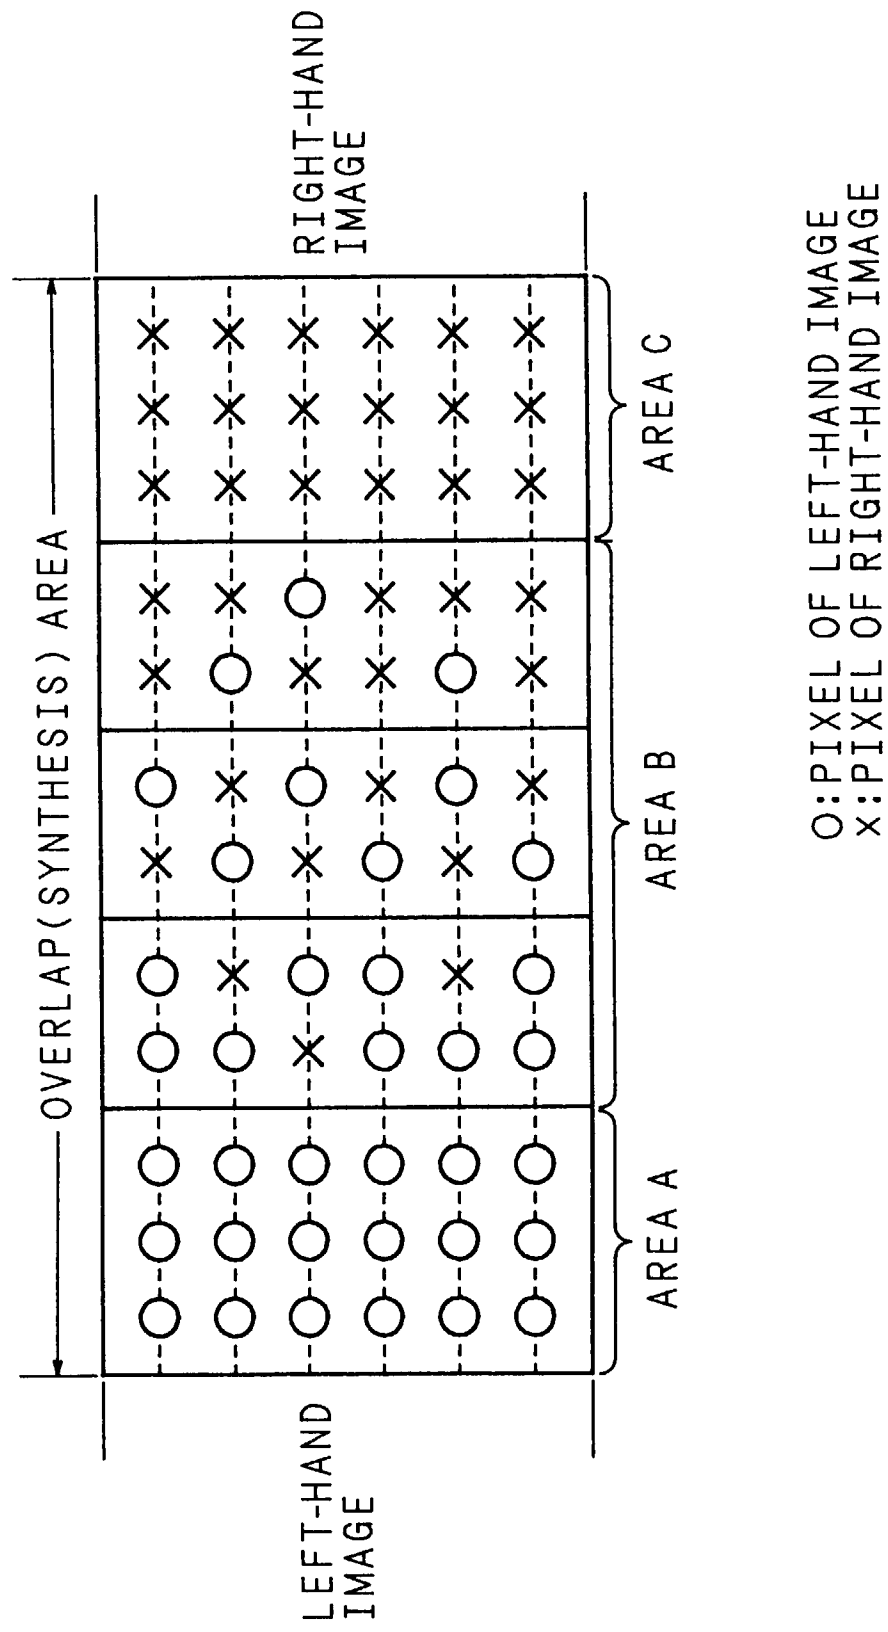 OVERLAP(SYNTHESIS) AREA
LEFT-HAND
IMAGE
RIGHT-HAND
IMAGE
AREA A
AREA B
AREA C
O:PIXEL OF LEFT-HAND IMAGE
X:PIXEL OF RIGHT-HAND IMAGE